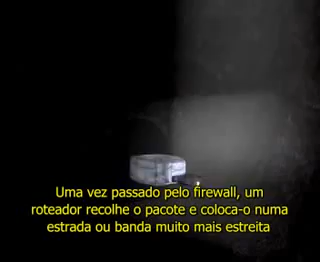 Uma vez passado pelo firewall, um
roteador recolhe o pacote e coloca-o numa
estrada ou banda muito mais estreita